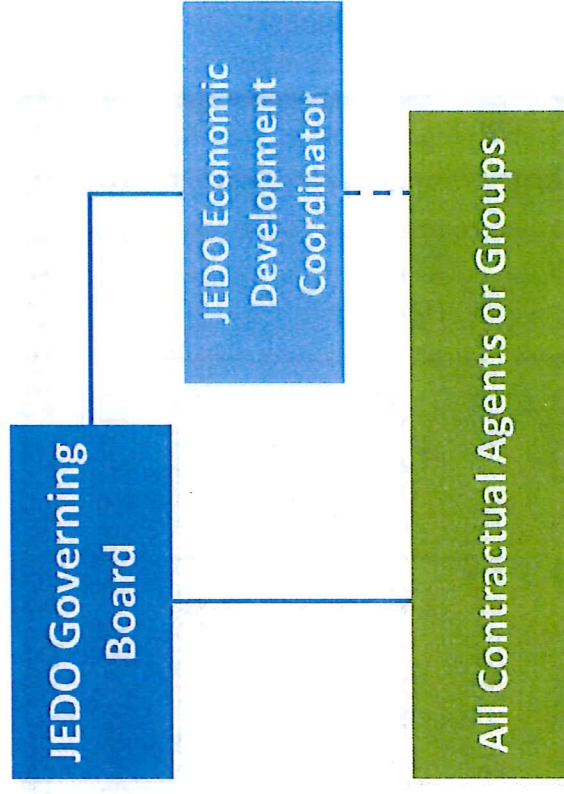 JEDO Governing
Board
JEDO Economic
Development
Coordinator
All Contractual Agents or Groups